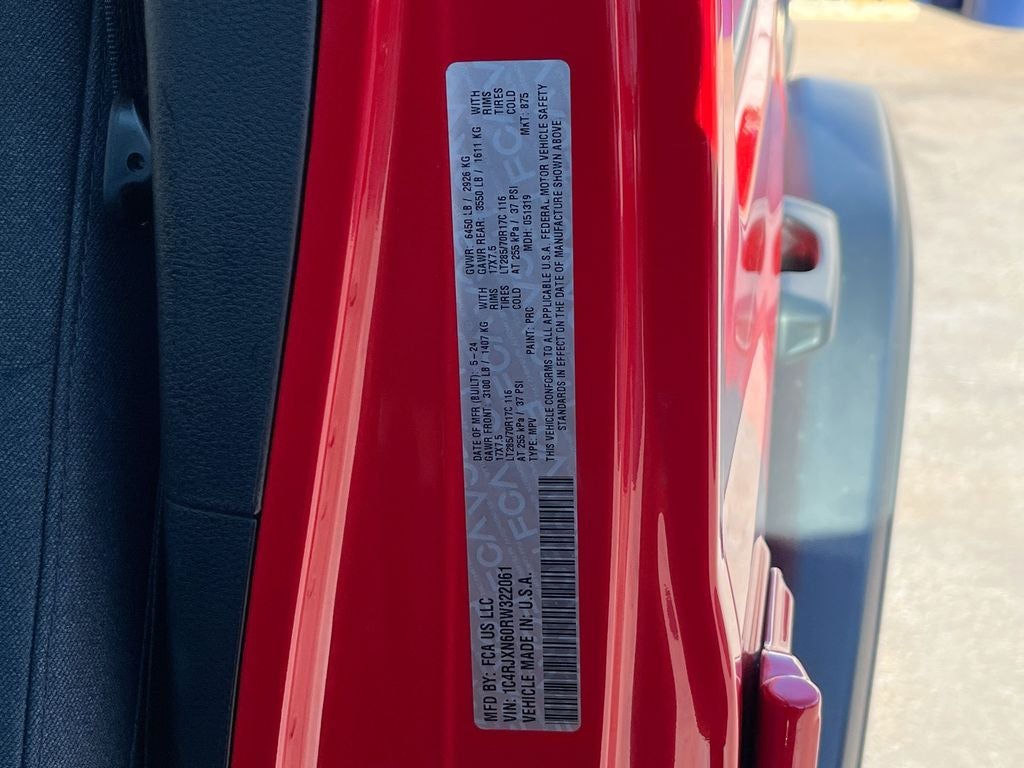 MFD BY: FCA US LLC
VIN: 1C4RJXN60RW322061
VEHICLE MADE IN: U.S.A.
DATE OF MFR (BUILT): 5-24
GAWR FRONT: 3100 LB / 1407 KG WITH
17X7.5 RIMS
LT285/70R17C 116 TIRES
AT 255 kPa / 37 PSI COLD
GVWR: 6450 LB / 2926 KG
GAWR REAR: 3550 LB / 1611 KG WITH
17X7.5 RIMS
LT285/70R17C 116 TIRES
AT 255 kPa / 37 PSI COLD
TYPE: MPV PAINT: PRC MDH: 051319 MKT: 875
THIS VEHICLE CONFORMS TO ALL APPLICABLE U.S.A. FEDERAL MOTOR VEHICLE SAFETY
STANDARDS IN EFFECT ON THE DATE OF MANUFACTURE SHOWN ABOVE